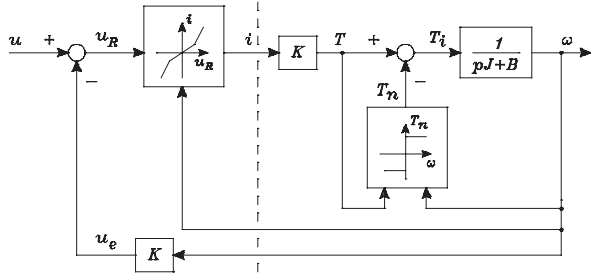 u + u_R i u_R i K T + T_i 1/(pJ+B) ω
−
−
T_n
T_n
ω
u_e K